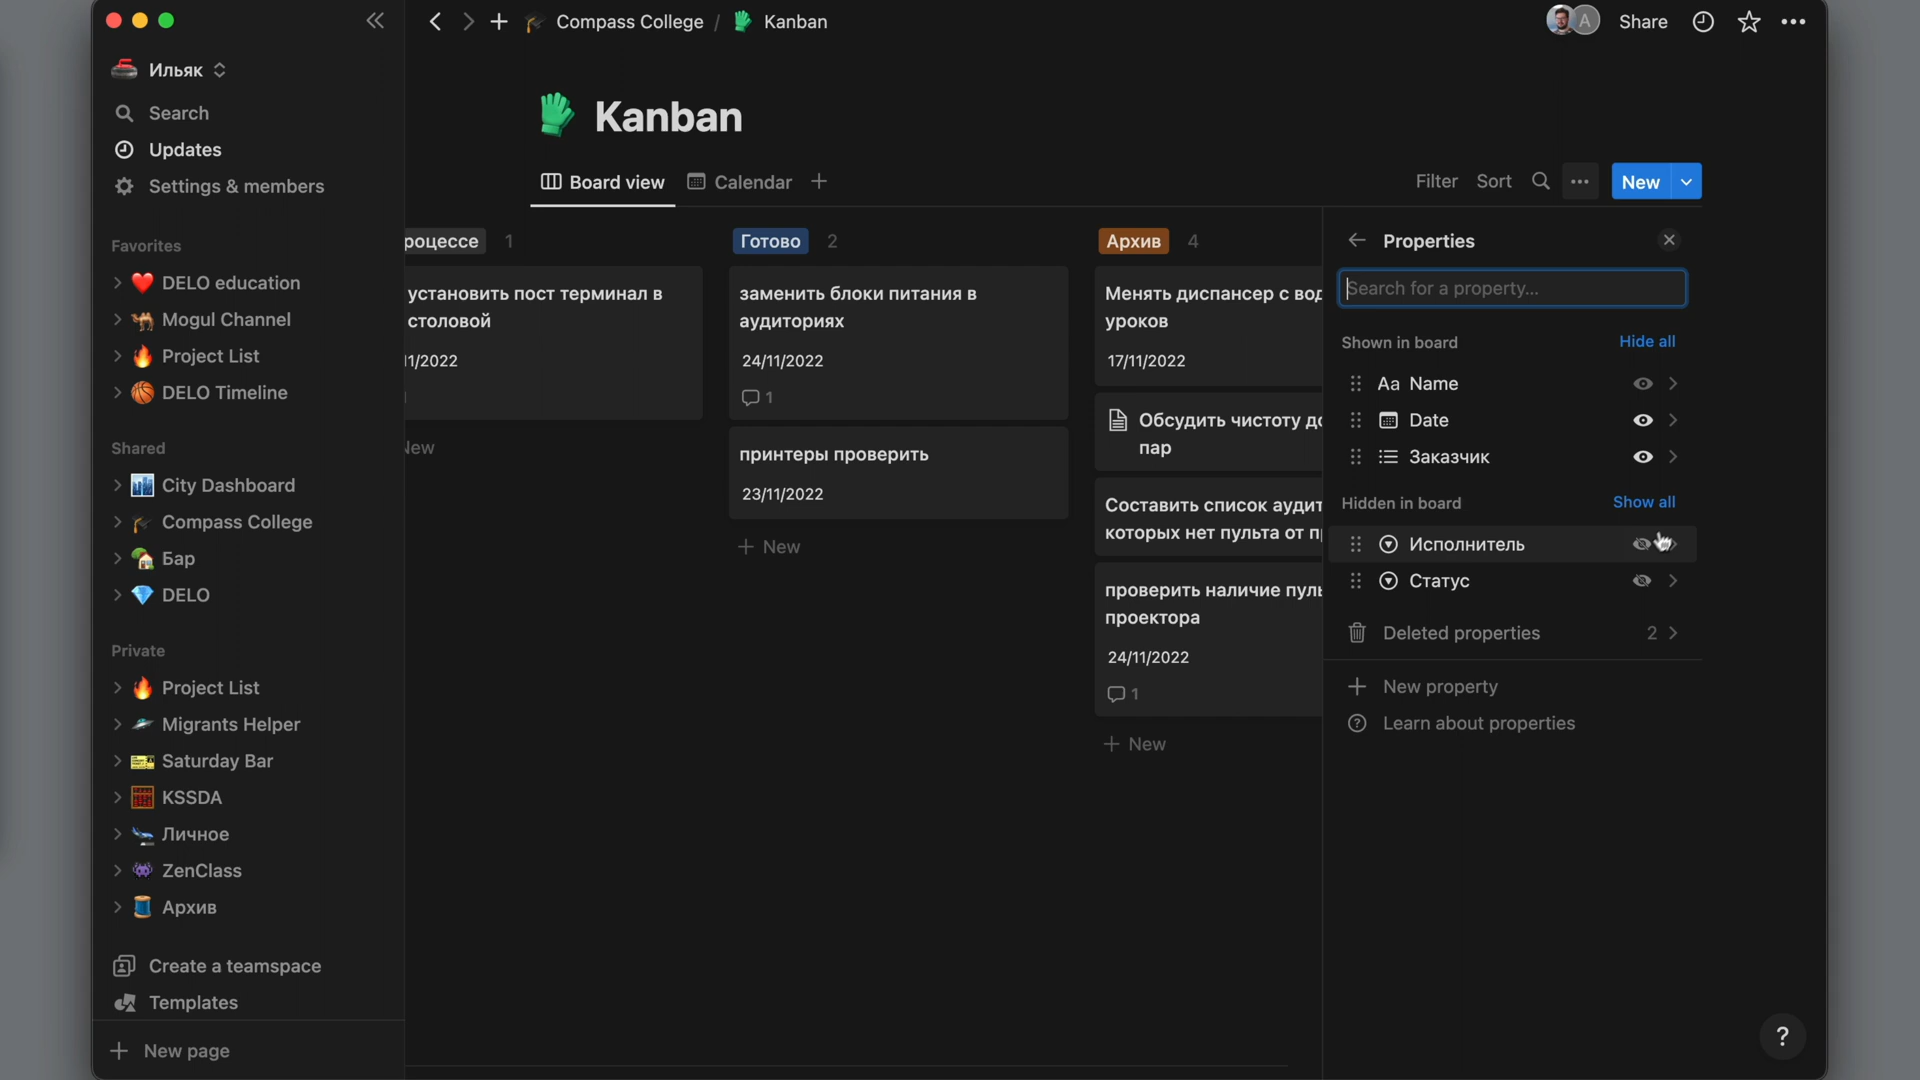 Compass College / Kanban
A
Share
Ильяк
Search
Updates
Settings & members
Favorites
DELO education
Mogul Channel
Project List
DELO Timeline
Shared
City Dashboard
Compass College
Бар
DELO
Private
Project List
Migrants Helper
Saturday Bar
KSSDA
Личное
ZenClass
Архив
Create a teamspace
Templates
New page
Kanban
Board view
Calendar
Filter
Sort
New
роцессе 1
установить пост терминал в
столовой
11/2022
New
Готово 2
заменить блоки питания в
аудиториях
24/11/2022
1
принтеры проверить
23/11/2022
New
Архив 4
Менять диспансер с вод
уроков
17/11/2022
Обсудить чистоту до
пар
Составить список аудит
которых нет пульта от п
проверить наличие пуль
проектора
24/11/2022
1
New
Properties
Search for a property...
Shown in board
Hide all
Aa Name
Date
Заказчик
Hidden in board
Show all
Исполнитель
Статус
Deleted properties 2
New property
Learn about properties
?